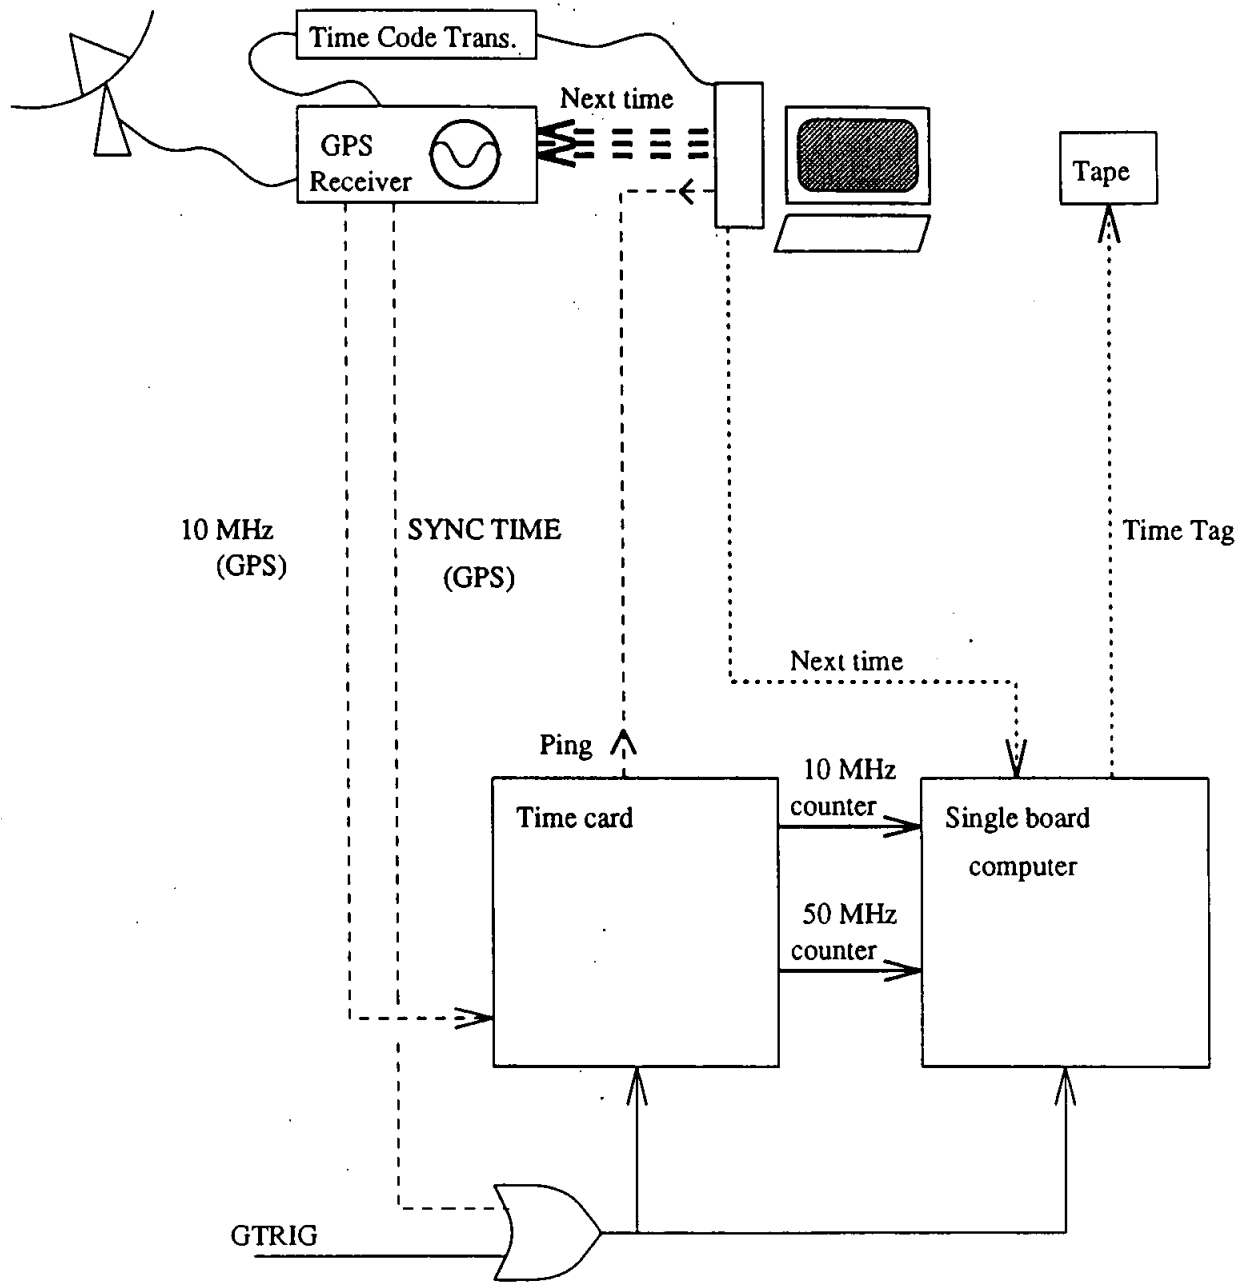 Time Code Trans.
Next time
GPS
Receiver
Tape
10 MHz
(GPS)
SYNC TIME
(GPS)
Time Tag
Next time
Ping
10 MHz
counter
Time card
Single board
computer
50 MHz
counter
GTRIG